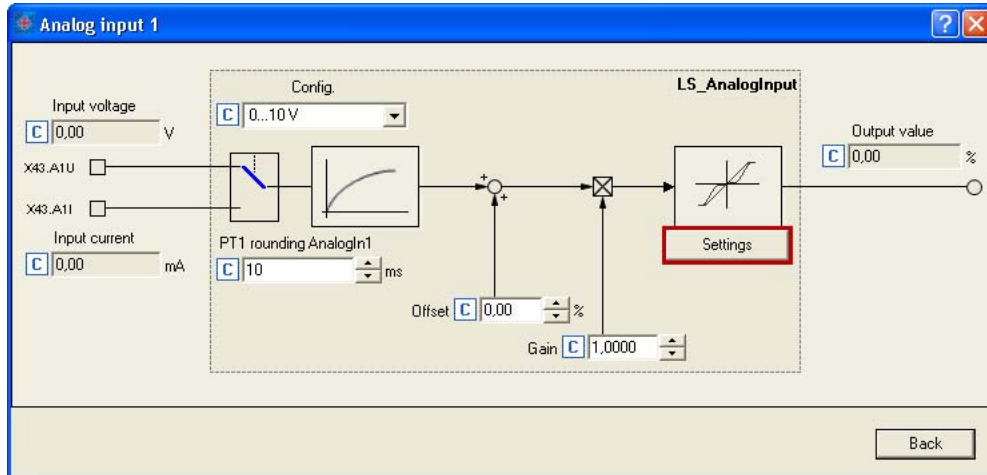 Analog input 1
Config.
LS_AnalogInput
Input voltage
C 0,00 V
C 0...10 V
Output value
C 0,00 %
X43.A1U
X43.A1I
Input current
C 0,00 mA
PT1 rounding AnalogIn1
C 10 ms
Settings
+
+
Offset C 0,00 %
Gain C 1,0000
Back